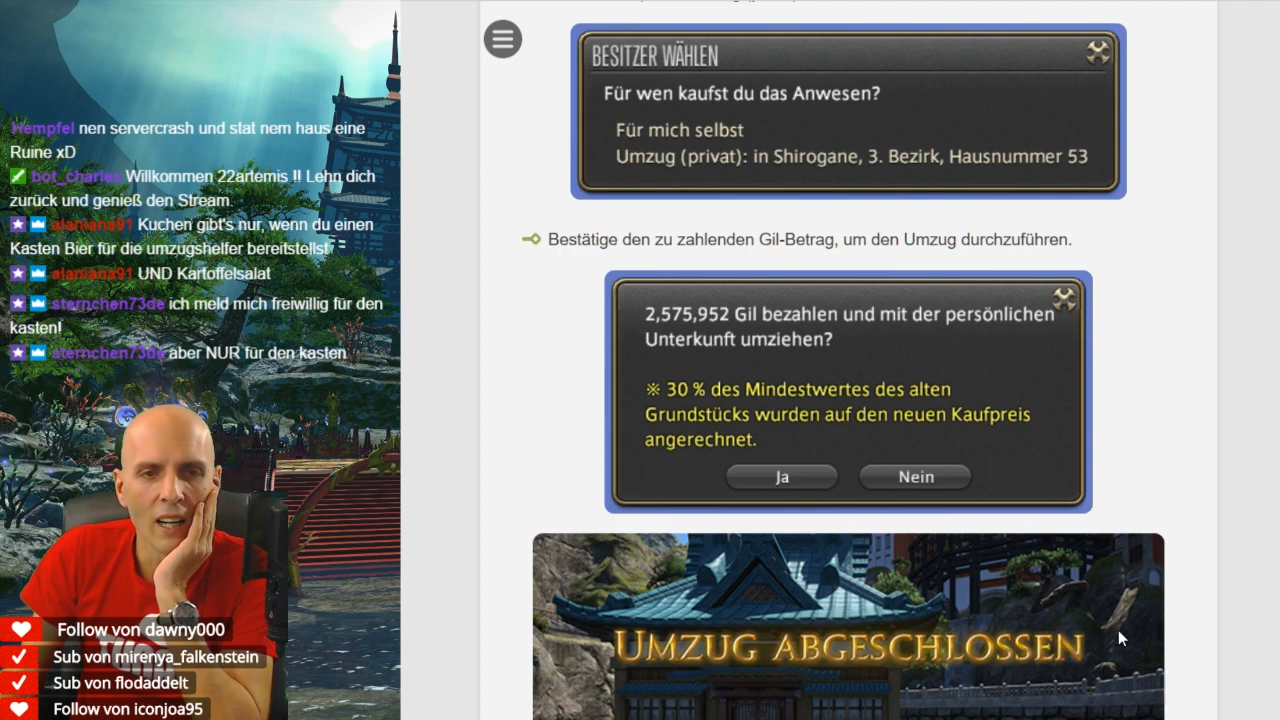 Hempfel nen servercrash und stat nem haus eine
Ruine xD
bot_charles Willkommen 22artemis !! Lehn dich
zurück und genieß den Stream.
alaniana91 Kuchen gibt's nur, wenn du einen
Kasten Bier für die umzugshelfer bereitstellst
alaniana91 UND Kartoffelsalat
sternchen73de ich meld mich freiwillig für den
kasten!
sternchen73de aber NUR für den kasten
Follow von dawny000
Sub von mirenya_falkenstein
Sub von flodaddelt
Follow von iconjoa95
BESITZER WÄHLEN
Für wen kaufst du das Anwesen?
Für mich selbst
Umzug (privat): in Shirogane, 3. Bezirk, Hausnummer 53
Bestätige den zu zahlenden Gil-Betrag, um den Umzug durchzuführen.
2,575,952 Gil bezahlen und mit der persönlichen
Unterkunft umziehen?
※ 30 % des Mindestwertes des alten
Grundstücks wurden auf den neuen Kaufpreis
angerechnet.
Ja
Nein
UMZUG ABGESCHLOSSEN